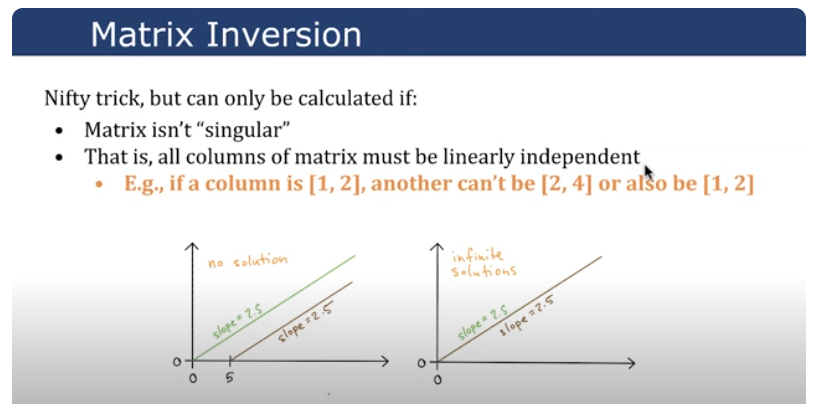 Matrix Inversion
Nifty trick, but can only be calculated if:
• Matrix isn't "singular"
• That is, all columns of matrix must be linearly independent
• E.g., if a column is [1, 2], another can't be [2, 4] or also be [1, 2]
no solution
slope = 2.5
slope = 2.5
0
0
5
infinite
solutions
slope = 2.5
slope = 2.5
0
0